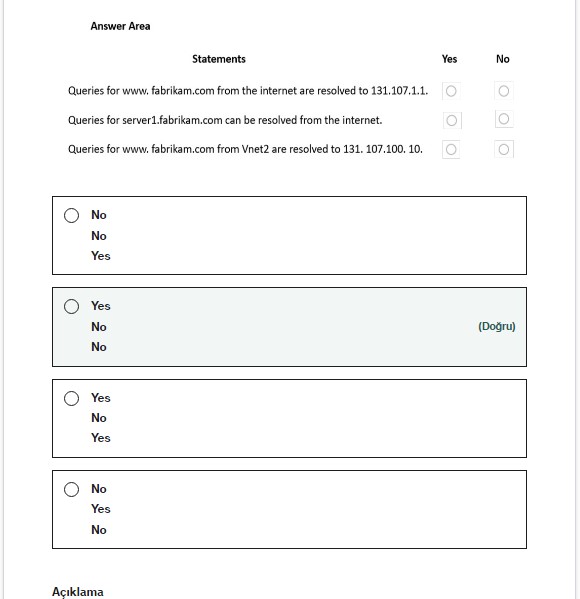 Answer Area
Statements Yes No
Queries for www. fabrikam.com from the internet are resolved to 131.107.1.1.
Queries for server1.fabrikam.com can be resolved from the internet.
Queries for www. fabrikam.com from Vnet2 are resolved to 131. 107.100. 10.
No
No
Yes
Yes
No (Doğru)
No
Yes
No
Yes
No
Yes
No
Açıklama